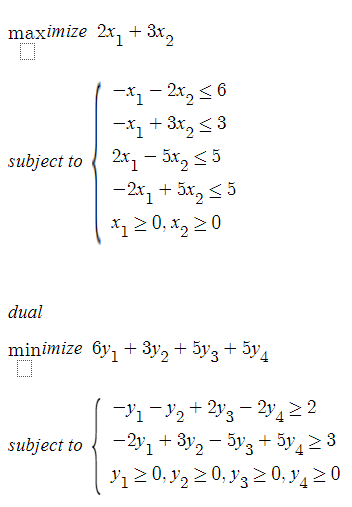 maximize 2x₁ + 3x₂
−x₁ − 2x₂ ≤ 6
−x₁ + 3x₂ ≤ 3
subject to 2x₁ − 5x₂ ≤ 5
−2x₁ + 5x₂ ≤ 5
x₁ ≥ 0, x₂ ≥ 0
dual
minimize 6y₁ + 3y₂ + 5y₃ + 5y₄
−y₁ − y₂ + 2y₃ − 2y₄ ≥ 2
subject to −2y₁ + 3y₂ − 5y₃ + 5y₄ ≥ 3
y₁ ≥ 0, y₂ ≥ 0, y₃ ≥ 0, y₄ ≥ 0